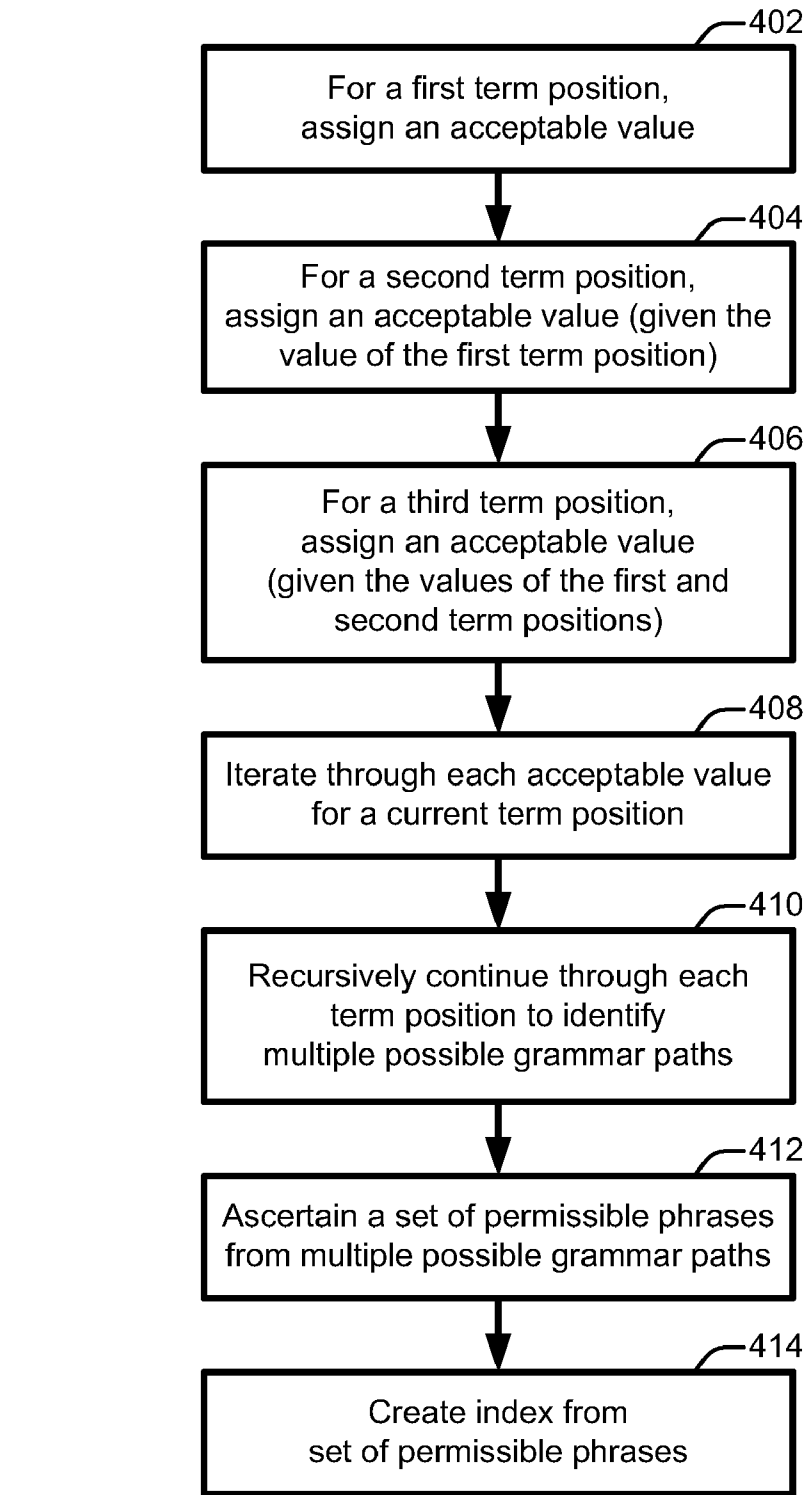 402
For a first term position,
assign an acceptable value
404
For a second term position,
assign an acceptable value (given the
value of the first term position)
406
For a third term position,
assign an acceptable value
(given the values of the first and
second term positions)
408
Iterate through each acceptable value
for a current term position
410
Recursively continue through each
term position to identify
multiple possible grammar paths
412
Ascertain a set of permissible phrases
from multiple possible grammar paths
414
Create index from
set of permissible phrases